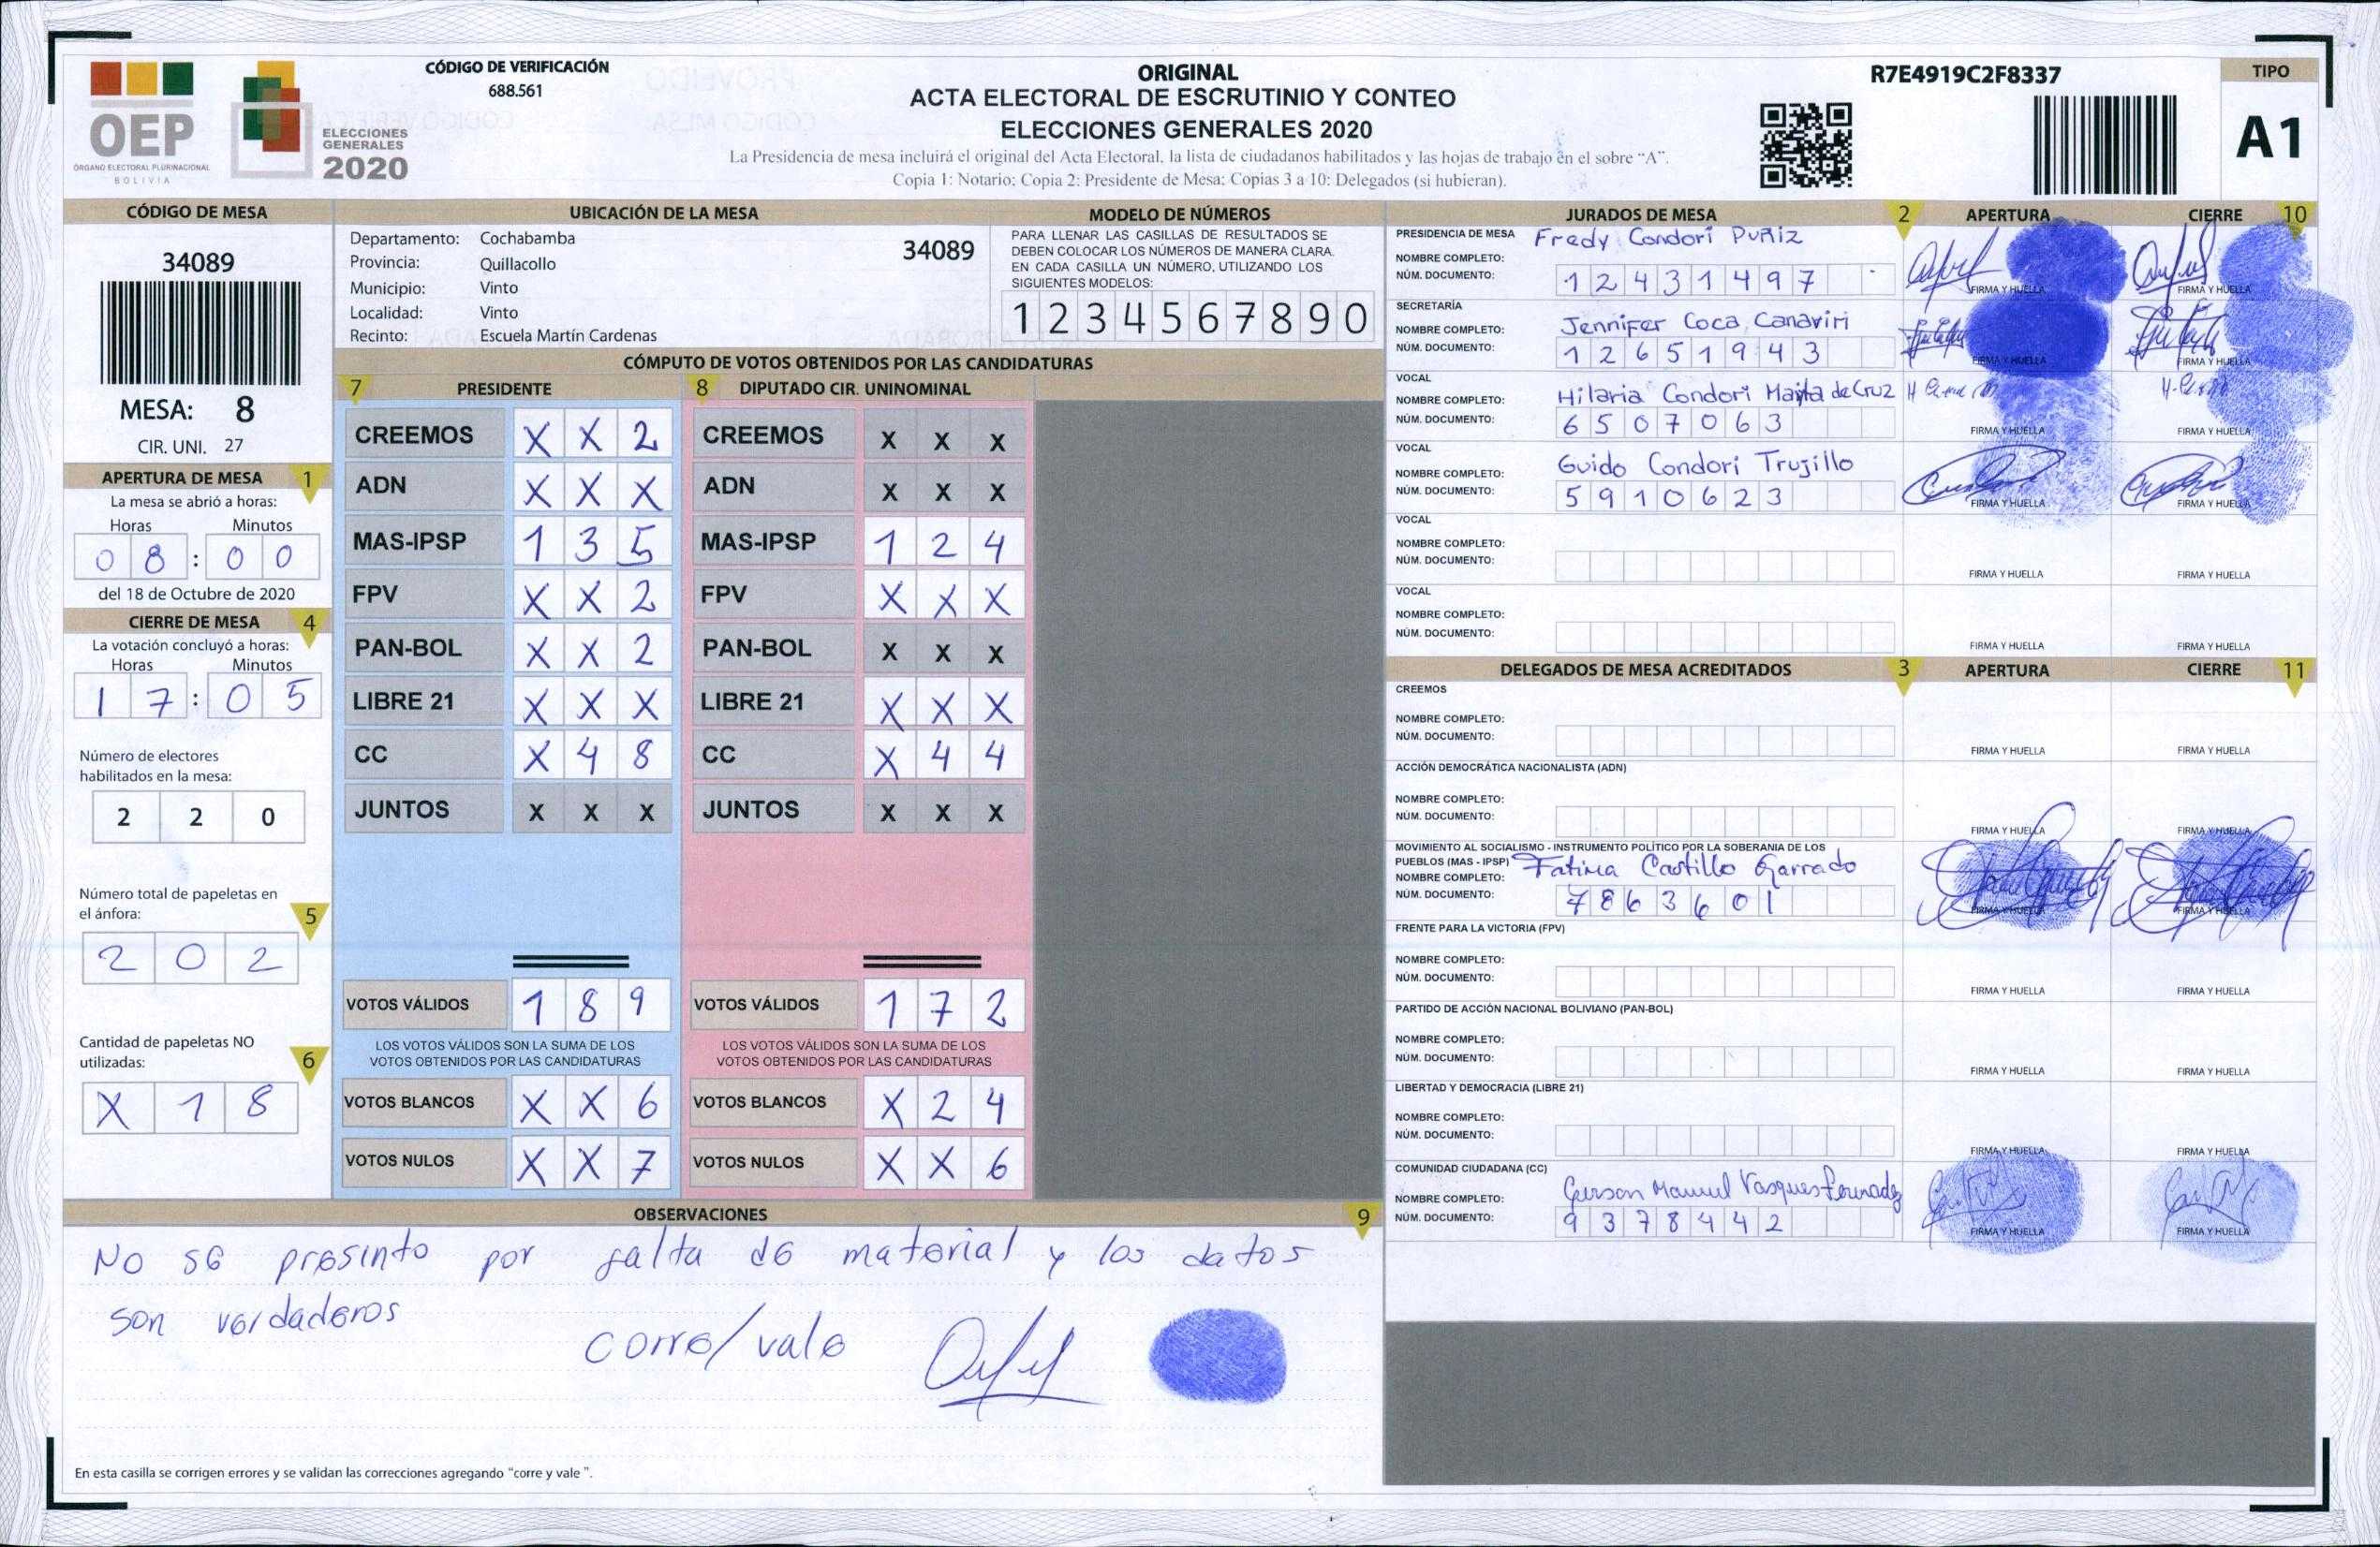 OEP
ÓRGANO ELECTORAL PLURINACIONAL
BOLIVIA
ELECCIONES
GENERALES
2020
CÓDIGO DE VERIFICACIÓN
688.561
ORIGINAL
ACTA ELECTORAL DE ESCRUTINIO Y CONTEO
ELECCIONES GENERALES 2020
La Presidencia de mesa incluirá el original del Acta Electoral, la lista de ciudadanos habilitados y las hojas de trabajo en el sobre "A".
Copia 1: Notario; Copia 2: Presidente de Mesa; Copias 3 a 10: Delegados (si hubieran).
R7E4919C2F8337
TIPO
A1
CÓDIGO DE MESA
34089
MESA: 8
CIR. UNI. 27
APERTURA DE MESA 1
La mesa se abrió a horas:
Horas Minutos
0 8 : 0 0
del 18 de Octubre de 2020
CIERRE DE MESA 4
La votación concluyó a horas:
Horas Minutos
1 7 : 0 5
Número de electores
habilitados en la mesa:
2 2 0
Número total de papeletas en
el ánfora: 5
2 0 2
Cantidad de papeletas NO
utilizadas: 6
X 1 8
UBICACIÓN DE LA MESA
Departamento: Cochabamba
Provincia: Quillacollo
Municipio: Vinto
Localidad: Vinto
Recinto: Escuela Martín Cardenas
34089
MODELO DE NÚMEROS
PARA LLENAR LAS CASILLAS DE RESULTADOS SE
DEBEN COLOCAR LOS NÚMEROS DE MANERA CLARA.
EN CADA CASILLA UN NÚMERO, UTILIZANDO LOS
SIGUIENTES MODELOS:
1 2 3 4 5 6 7 8 9 0
CÓMPUTO DE VOTOS OBTENIDOS POR LAS CANDIDATURAS
7 PRESIDENTE 8 DIPUTADO CIR. UNINOMINAL
CREEMOS X X 2 CREEMOS X X X
ADN X X X ADN X X X
MAS-IPSP 1 3 5 MAS-IPSP 1 2 4
FPV X X 2 FPV X X X
PAN-BOL X X 2 PAN-BOL X X X
LIBRE 21 X X X LIBRE 21 X X X
CC X 4 8 CC X 4 4
JUNTOS X X X JUNTOS X X X
VOTOS VÁLIDOS 1 8 9 VOTOS VÁLIDOS 1 7 2
LOS VOTOS VÁLIDOS SON LA SUMA DE LOS LOS VOTOS VÁLIDOS SON LA SUMA DE LOS
VOTOS OBTENIDOS POR LAS CANDIDATURAS VOTOS OBTENIDOS POR LAS CANDIDATURAS
VOTOS BLANCOS X X 6 VOTOS BLANCOS X 2 4
VOTOS NULOS X X 7 VOTOS NULOS X X 6
OBSERVACIONES 9
No se presinto por falta de material y los datos
son verdaderos
corre/vale
En esta casilla se corrigen errores y se validan las correcciones agregando "corre y vale ".
JURADOS DE MESA 2 APERTURA CIERRE 10
PRESIDENCIA DE MESA Fredy Condori Puñiz
NOMBRE COMPLETO:
NÚM. DOCUMENTO: 1 2 4 3 1 4 9 7 FIRMA Y HUELLA FIRMA Y HUELLA
SECRETARÍA
NOMBRE COMPLETO: Jennifer Coca Canaviri
NÚM. DOCUMENTO: 1 2 6 5 1 9 4 3 FIRMA Y HUELLA FIRMA Y HUELLA
VOCAL
NOMBRE COMPLETO: Hilaria Condori Maita de Cruz
NÚM. DOCUMENTO: 6 5 0 7 0 6 3 FIRMA Y HUELLA FIRMA Y HUELLA
VOCAL
NOMBRE COMPLETO: Guido Condori Trujillo
NÚM. DOCUMENTO: 5 9 1 0 6 2 3 FIRMA Y HUELLA FIRMA Y HUELLA
VOCAL
NOMBRE COMPLETO:
NÚM. DOCUMENTO: FIRMA Y HUELLA FIRMA Y HUELLA
VOCAL
NOMBRE COMPLETO:
NÚM. DOCUMENTO: FIRMA Y HUELLA FIRMA Y HUELLA
DELEGADOS DE MESA ACREDITADOS 3 APERTURA CIERRE 11
CREEMOS
NOMBRE COMPLETO:
NÚM. DOCUMENTO: FIRMA Y HUELLA FIRMA Y HUELLA
ACCIÓN DEMOCRÁTICA NACIONALISTA (ADN)
NOMBRE COMPLETO:
NÚM. DOCUMENTO: FIRMA Y HUELLA FIRMA Y HUELLA
MOVIMIENTO AL SOCIALISMO - INSTRUMENTO POLÍTICO POR LA SOBERANIA DE LOS
PUEBLOS (MAS - IPSP)
NOMBRE COMPLETO: Fatima Castillo Garrado
NÚM. DOCUMENTO: 7 8 6 3 6 0 1 FIRMA Y HUELLA FIRMA Y HUELLA
FRENTE PARA LA VICTORIA (FPV)
NOMBRE COMPLETO:
NÚM. DOCUMENTO: FIRMA Y HUELLA FIRMA Y HUELLA
PARTIDO DE ACCIÓN NACIONAL BOLIVIANO (PAN-BOL)
NOMBRE COMPLETO:
NÚM. DOCUMENTO: FIRMA Y HUELLA FIRMA Y HUELLA
LIBERTAD Y DEMOCRACIA (LIBRE 21)
NOMBRE COMPLETO:
NÚM. DOCUMENTO: FIRMA Y HUELLA FIRMA Y HUELLA
COMUNIDAD CIUDADANA (CC)
NOMBRE COMPLETO: Gerson Manuel Vasques
NÚM. DOCUMENTO: 9 3 7 8 4 4 2 FIRMA Y HUELLA FIRMA Y HUELLA